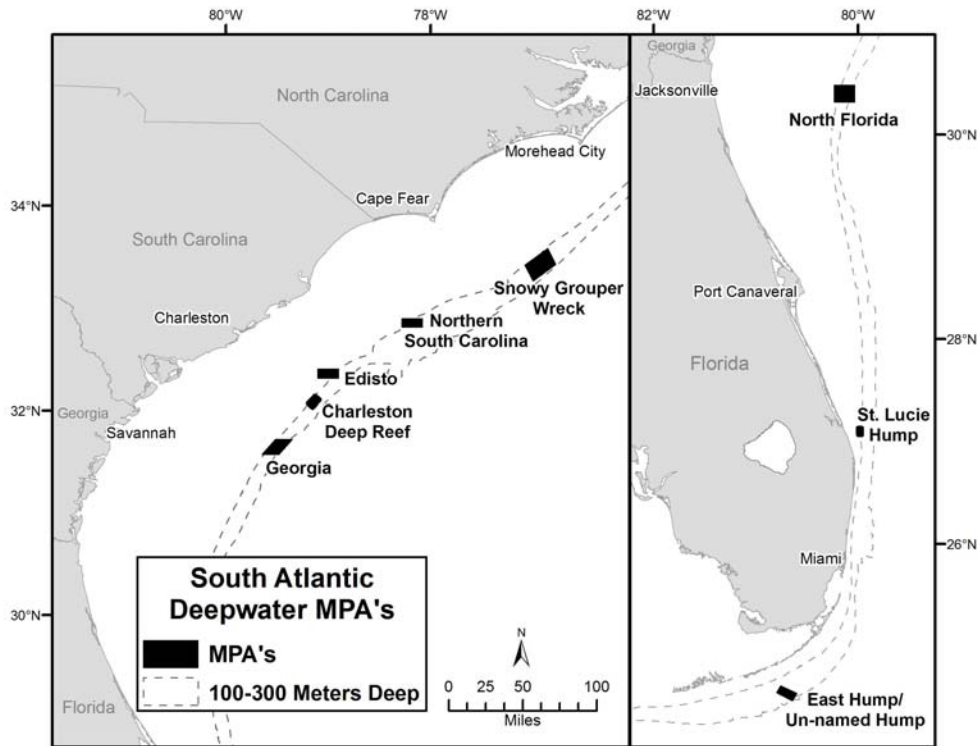 80°W
78°W
82°W
80°W
North Carolina
Morehead City
Cape Fear
34°N
South Carolina
Snowy Grouper
Wreck
Charleston
Northern
South Carolina
Edisto
32°N
Georgia
Savannah
Charleston
Deep Reef
Georgia
30°N
Florida
South Atlantic
Deepwater MPA's
MPA's
100-300 Meters Deep
N
0 25 50 100
Miles
Georgia
Jacksonville
North Florida
30°N
Port Canaveral
28°N
Florida
St. Lucie
Hump
Miami
26°N
East Hump/
Un-named Hump